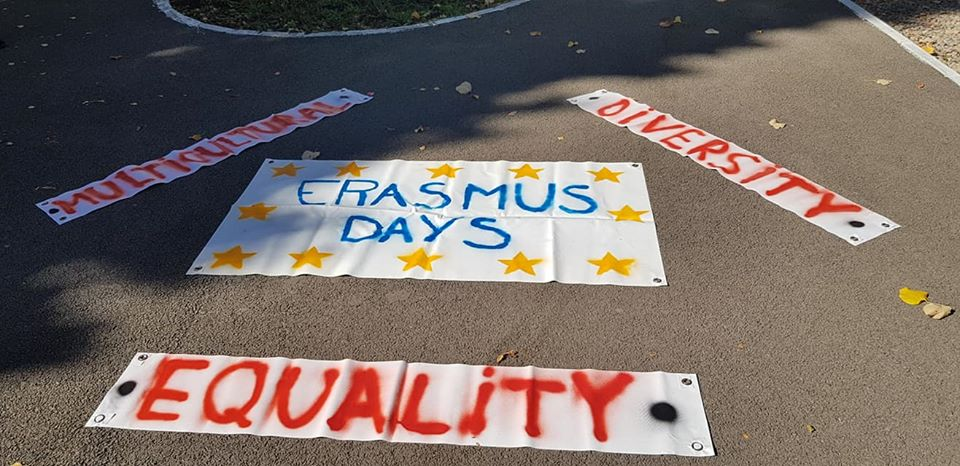 MULTiCULTURAL
DiVERSiTY
ERASMUS
DAYS
EQUALiTY